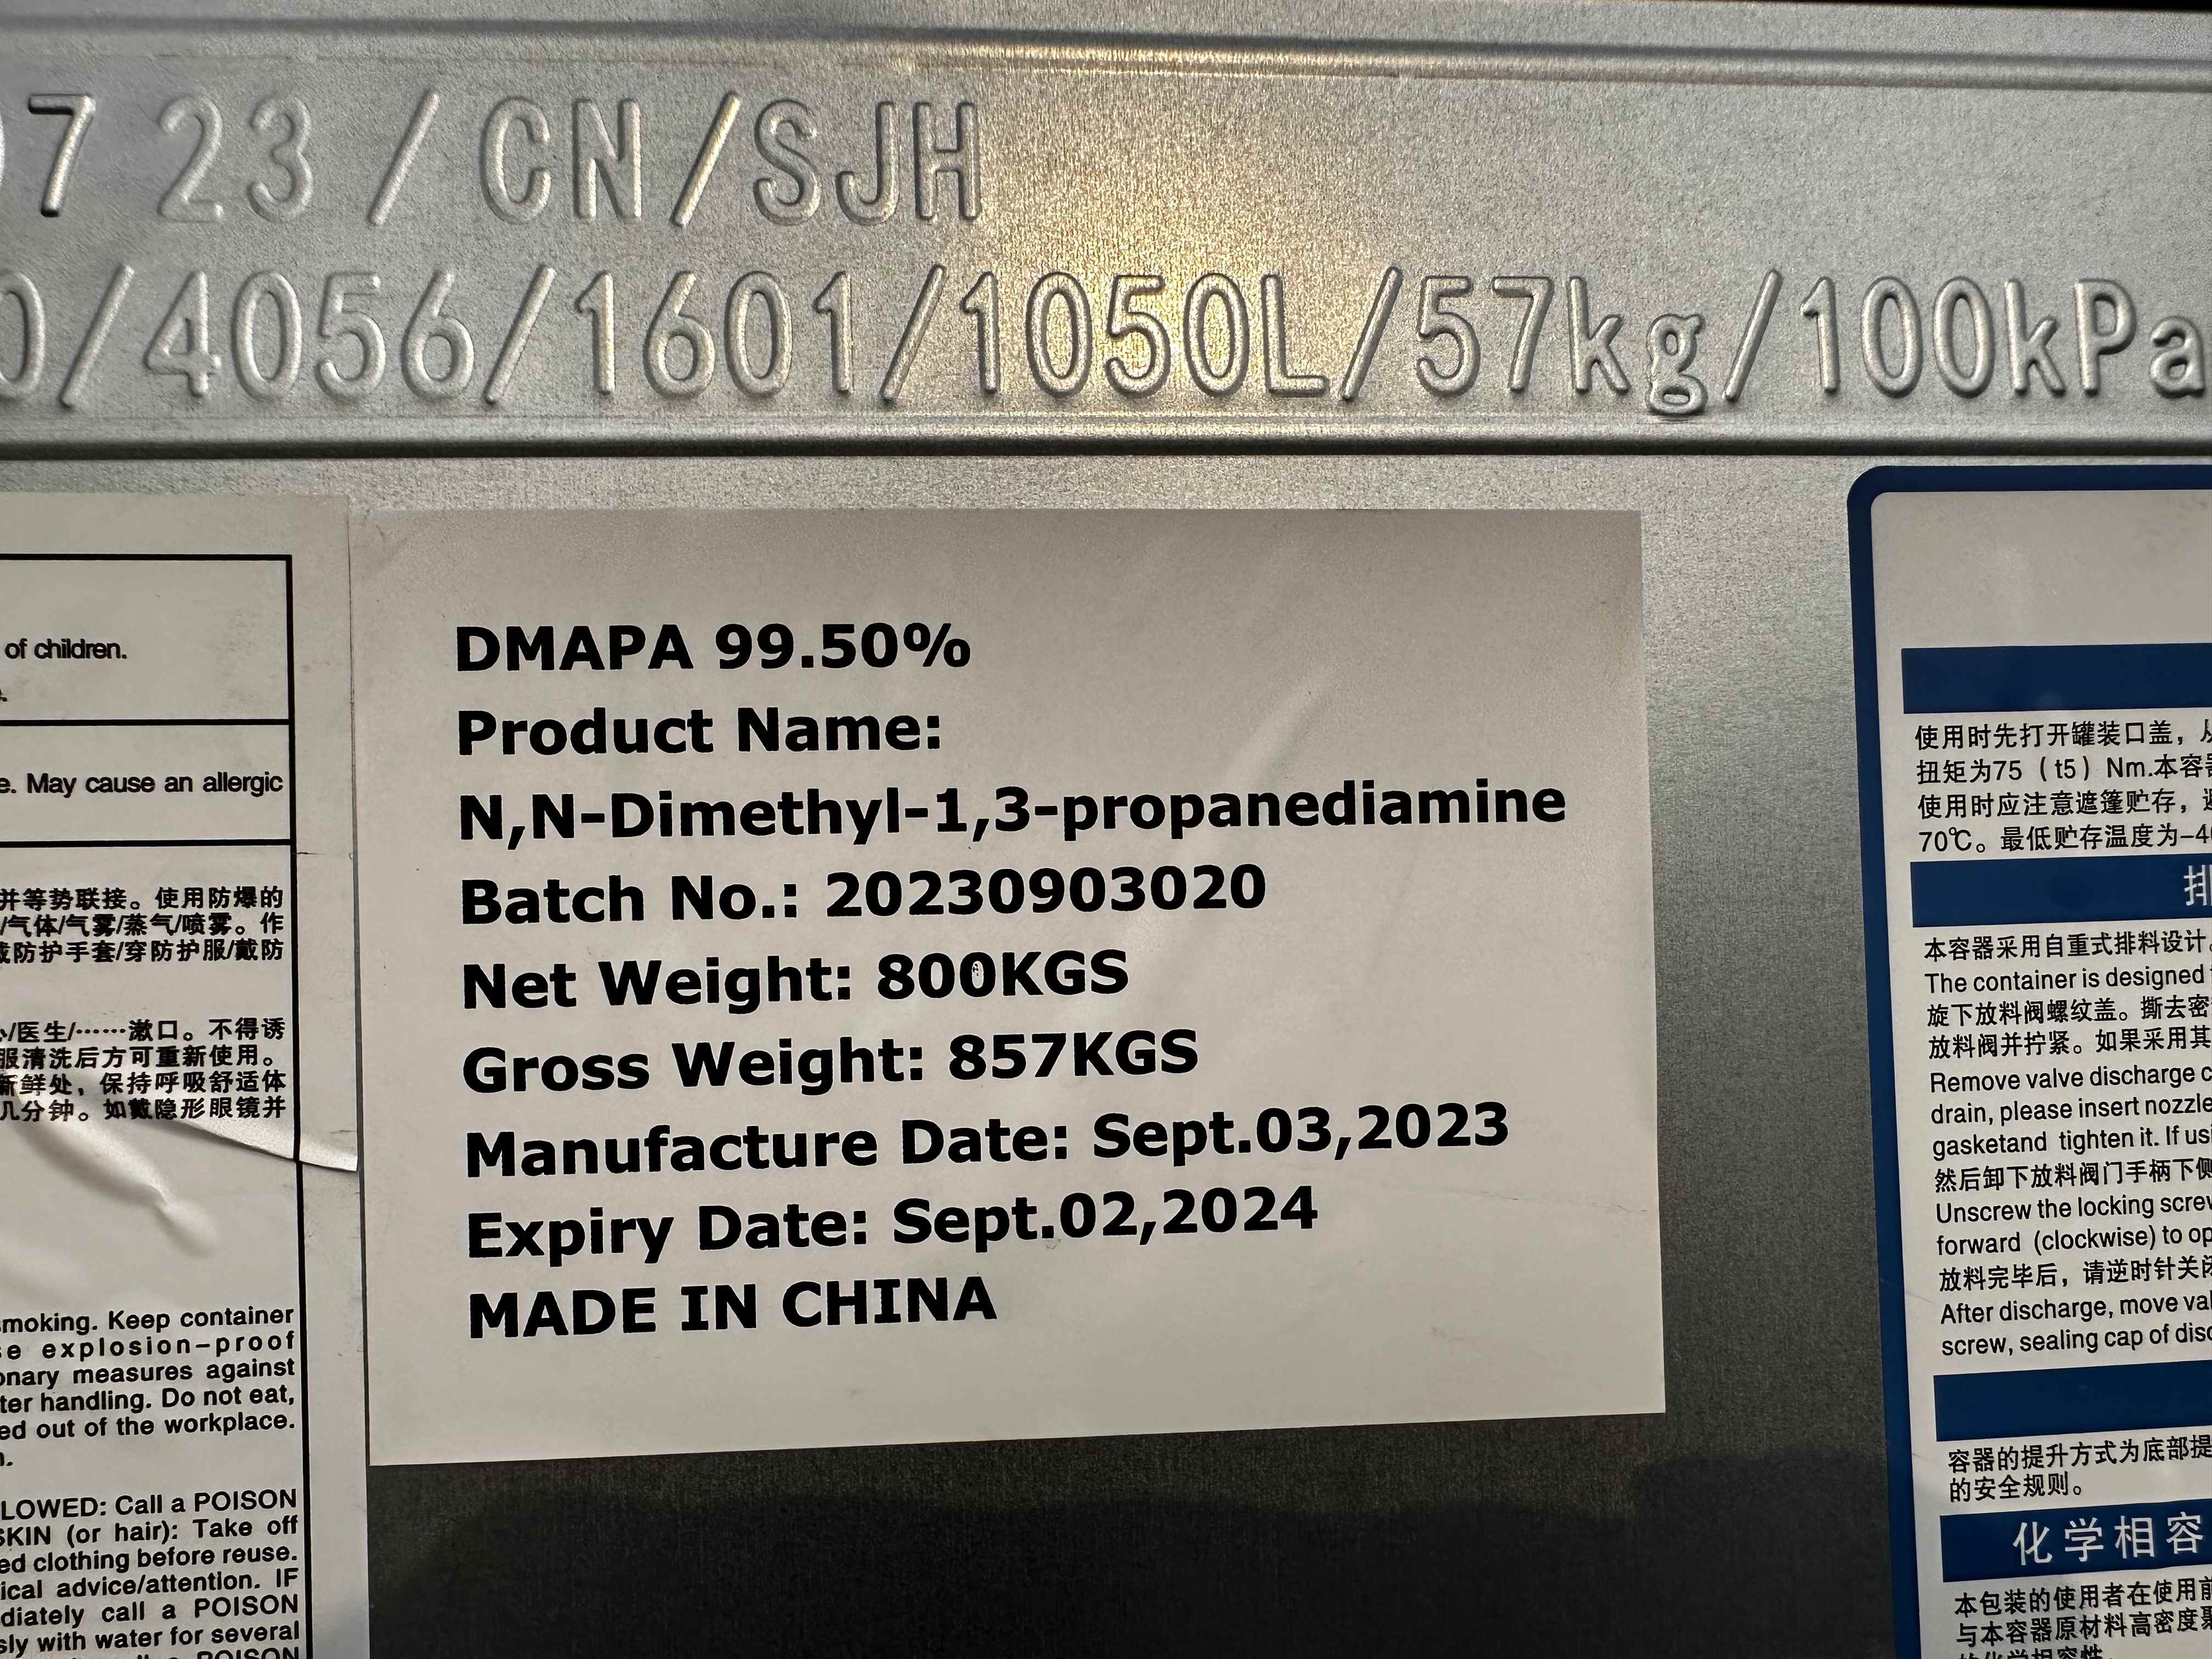 7 23 / CN/SJH
0/4056/1601/1050L/57kg/100kPa
of children.
May cause an allergic
并等势联接。使用防爆的
/气体/气雾/蒸气/喷雾。作
防护手套/穿防护服/戴防
/医生/……漱口。不得诱
服清洗后方可重新使用。
新鲜处，保持呼吸舒适体
几分钟。如戴隐形眼镜并
smoking. Keep container
explosion-proof
measures against
handling. Do not eat,
out of the workplace.
Call a POISON
SKIN (or hair): Take off
clothing before reuse.
advice/attention. IF
call a POISON
with water for several
POISON
DMAPA 99.50%
Product Name:
N,N-Dimethyl-1,3-propanediamine
Batch No.: 20230903020
Net Weight: 800KGS
Gross Weight: 857KGS
Manufacture Date: Sept.03,2023
Expiry Date: Sept.02,2024
MADE IN CHINA
使用时先打开罐装口盖，
扭矩为75（t5）Nm.本容器
使用时应注意遮篷贮存，
70℃。最低贮存温度为-4
排
本容器采用自重式排料设计。
The container is designed
旋下放料阀螺纹盖。撕去密
放料阀并拧紧。如果采用其
Remove valve discharge
drain, please insert nozzle
gasketand tighten it. If
然后卸下放料阀门手柄下侧
Unscrew the locking
forward (clockwise) to
放料完毕后，请逆时针关闭
After discharge, move
screw, sealing cap of
容器的提升方式为底部提
的安全规则。
化学相容
本包装的使用者在使用前
与本容器原材料高密度聚